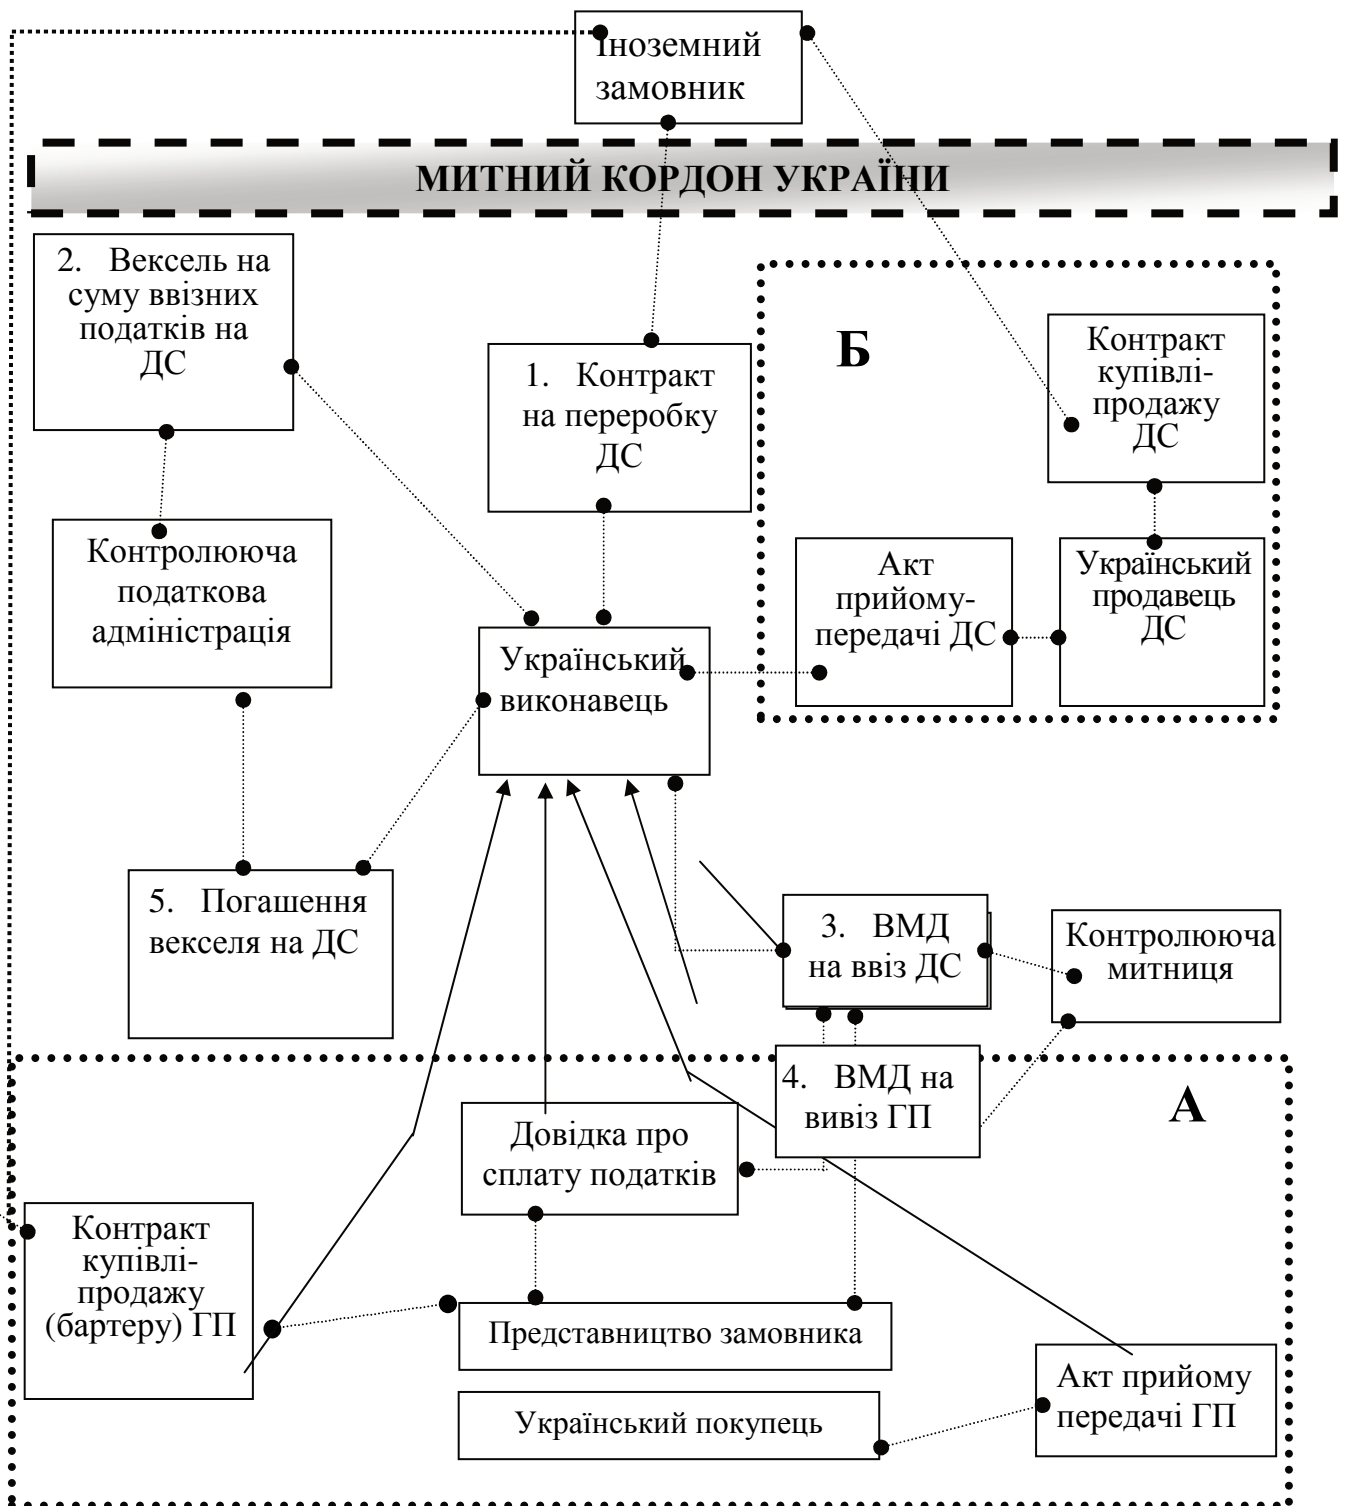 Іноземний
замовник
МИТНИЙ КОРДОН УКРАЇНИ
2. Вексель на
суму ввізних
податків на
ДС
1. Контракт
на переробку
ДС
Б
Контракт
купівлі-
продажу
ДС
Контролююча
податкова
адміністрація
Акт
прийому-
передачі ДС
Український
продавець
ДС
Український
виконавець
5. Погашення
векселя на ДС
3. ВМД
на ввіз ДС
Контролююча
митниця
4. ВМД на
вивіз ГП
А
Довідка про
сплату податків
Контракт
купівлі-
продажу
(бартеру) ГП
Представництво замовника
Український покупець
Акт прийому
передачі ГП